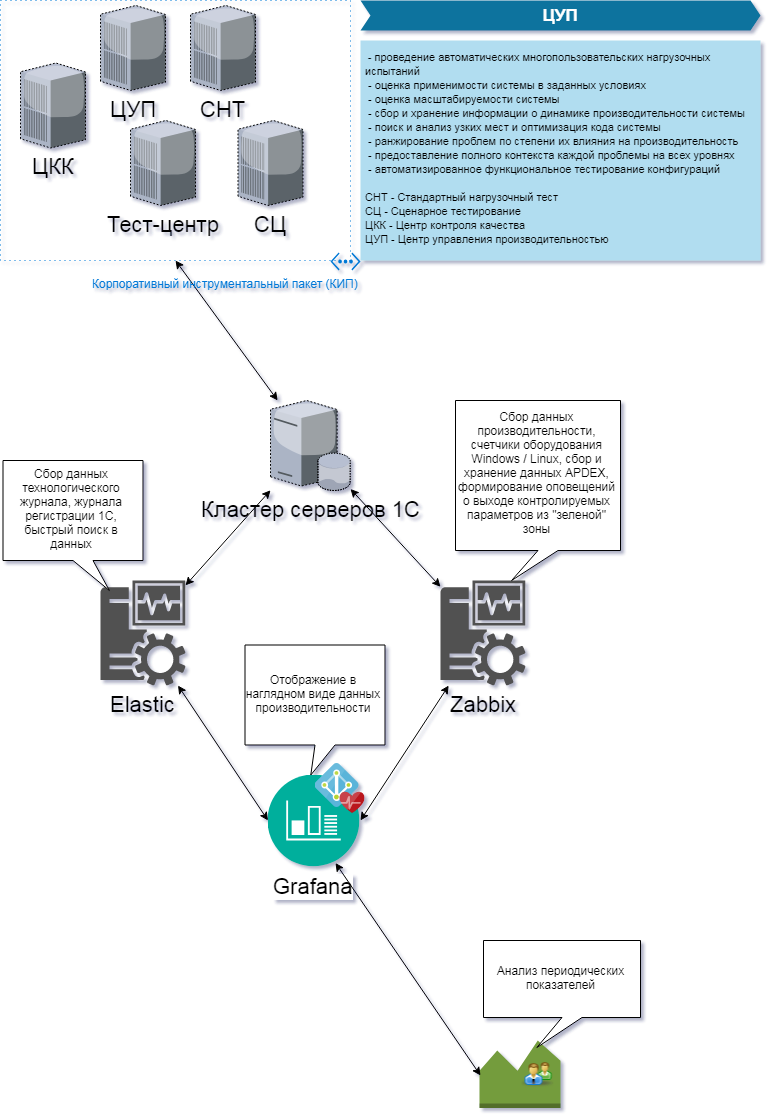 ЦУП
СНТ
ЦКК
Тест-центр
СЦ
Корпоративный инструментальный пакет (КИП)
ЦУП
- проведение автоматических многопользовательских нагрузочных
испытаний
- оценка применимости системы в заданных условиях
- оценка масштабируемости системы
- сбор и хранение информации о динамике производительности системы
- поиск и анализ узких мест и оптимизация кода системы
- ранжирование проблем по степени их влияния на производительность
- предоставление полного контекста каждой проблемы на всех уровнях
- автоматизированное функциональное тестирование конфигураций
СНТ - Стандартный нагрузочный тест
СЦ - Сценарное тестирование
ЦКК - Центр контроля качества
ЦУП - Центр управления производительностью
Кластер серверов 1С
Сбор данных
технологического
журнала, журнала
регистрации 1С,
быстрый поиск в
данных
Сбор данных
производительности,
счетчики оборудования
Windows / Linux, сбор и
хранение данных APDEX,
формирование оповещений
о выходе контролируемых
параметров из "зеленой"
зоны
Elastic
Zabbix
Отображение в
наглядном виде данных
производительности
Grafana
Анализ периодических
показателей